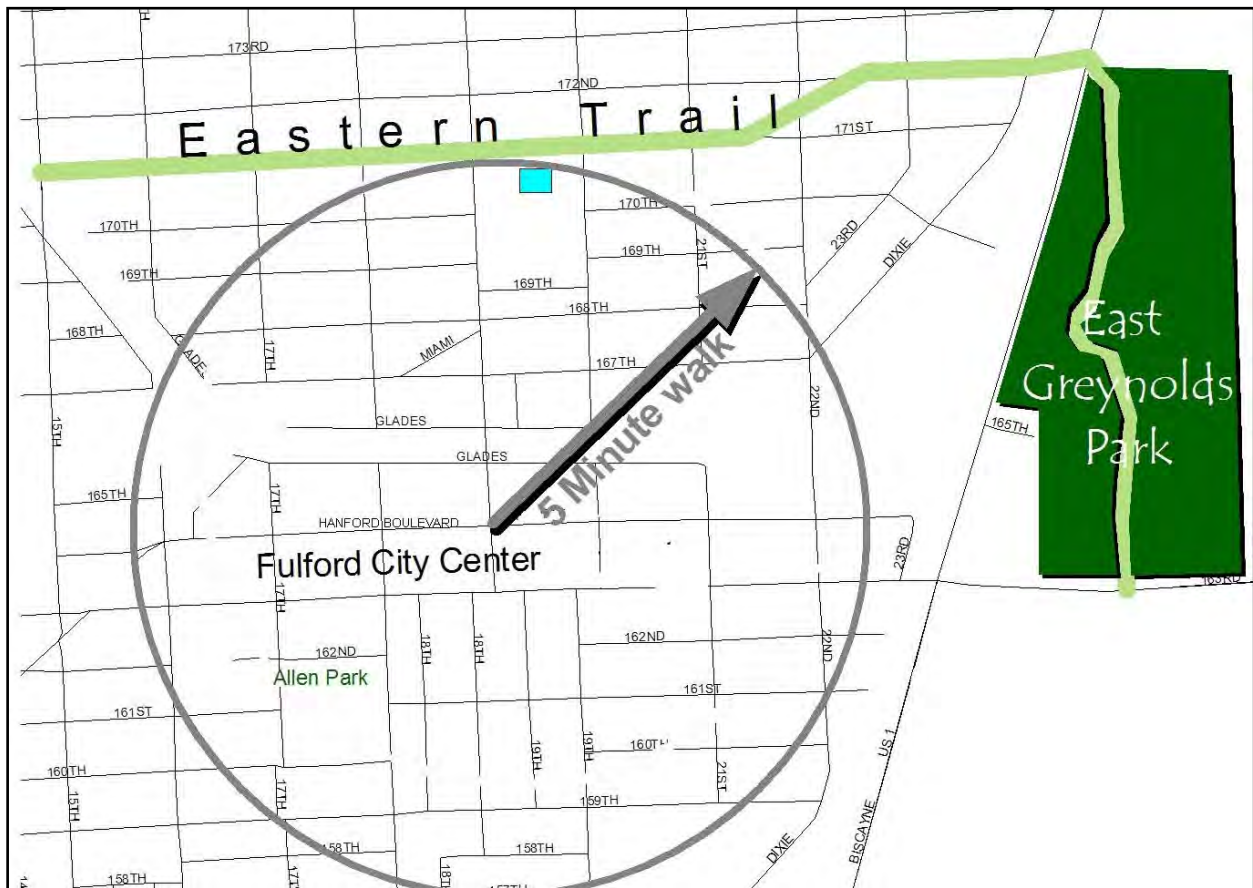 173RD
172ND
Eastern Trail
171ST
170TH
170TH
23RD
DIXIE
169TH
169TH
21ST
169TH
168TH
168TH
MIAMI
17TH
167TH
5 Minute walk
22ND
East
Greynolds
Park
15TH
GLADES
165TH
GLADES
165TH
17TH
HANFORD BOULEVARD
Fulford City Center
23RD
163RD
17TH
18TH
18TH
162ND
22ND
162ND
Allen Park
161ST
161ST
US 1
19TH
19TH
160TH
160TH
21ST
15TH
17TH
159TH
BISCAYNE
DIXIE
158TH
158TH
158TH